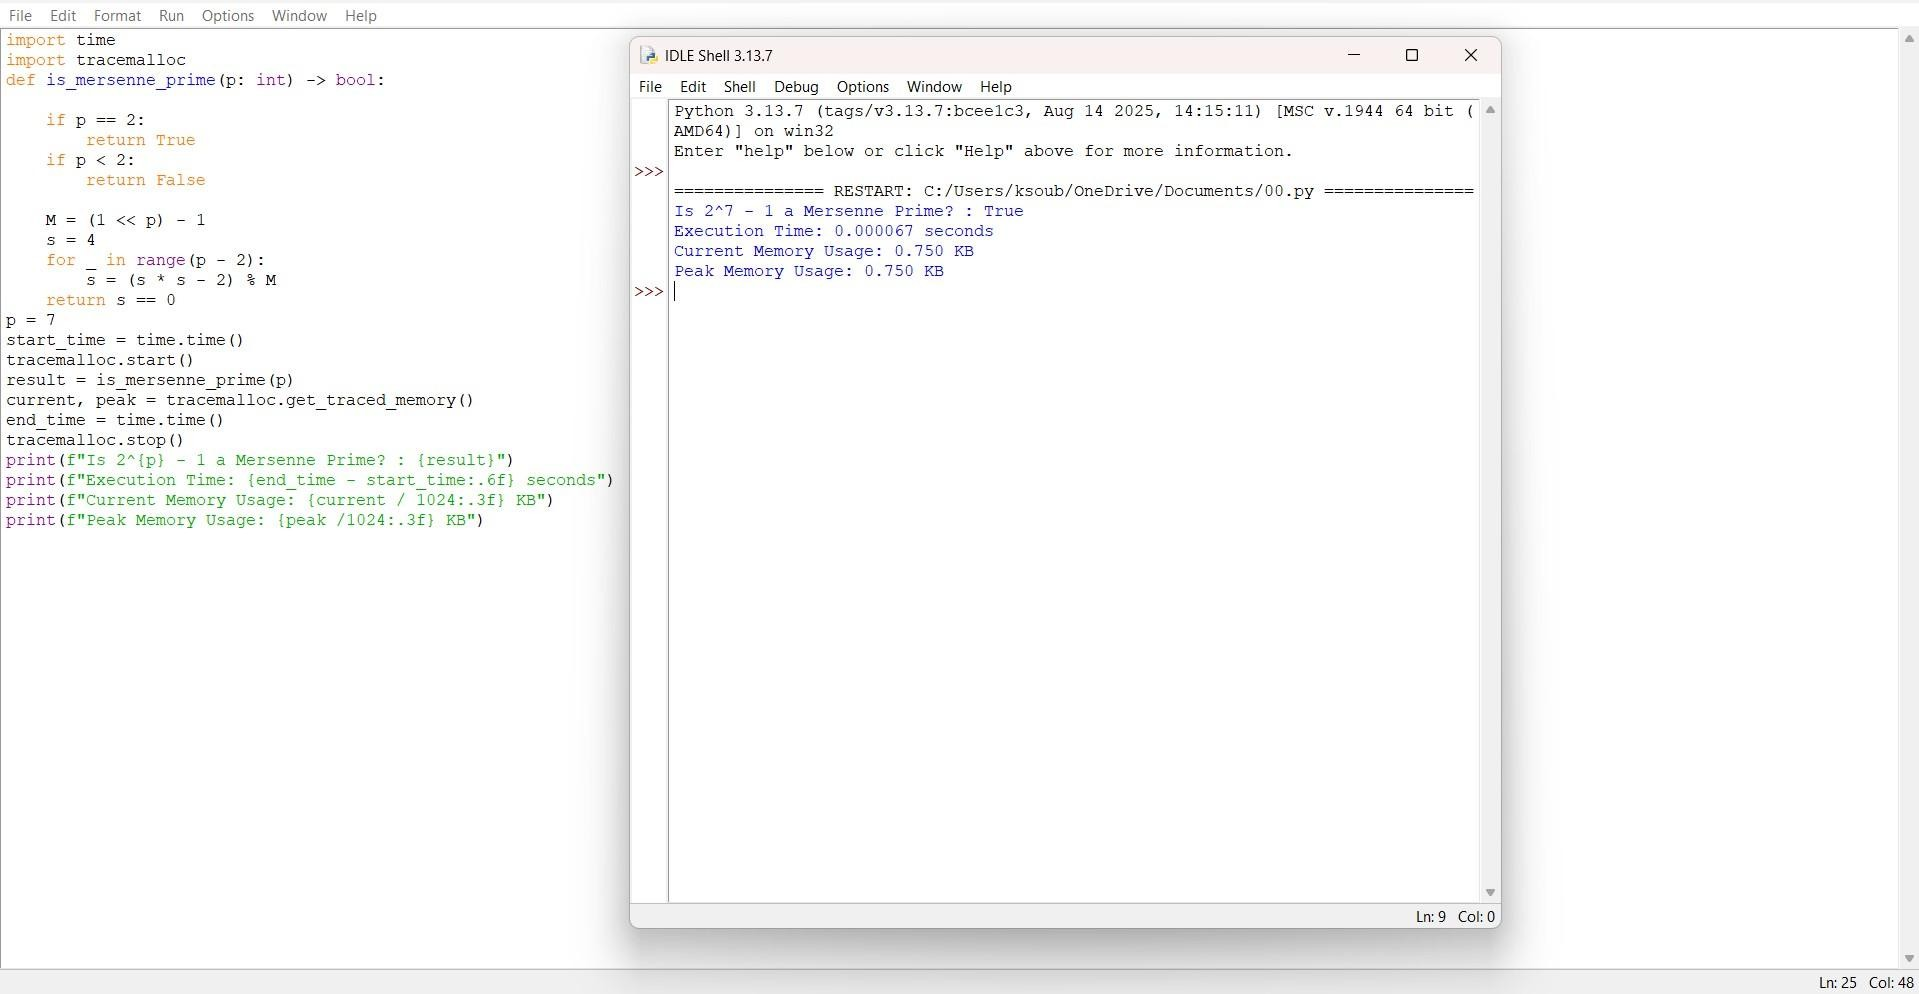 File Edit Format Run Options Window Help
import time
import tracemalloc
def is_mersenne_prime(p: int) -> bool:

    if p == 2:
        return True
    if p < 2:
        return False

    M = (1 << p) - 1
    s = 4
    for _ in range(p - 2):
        s = (s * s - 2) % M
    return s == 0
p = 7
start_time = time.time()
tracemalloc.start()
result = is_mersenne_prime(p)
current, peak = tracemalloc.get_traced_memory()
end_time = time.time()
tracemalloc.stop()
print(f"Is 2^{p} - 1 a Mersenne Prime? : {result}")
print(f"Execution Time: {end_time - start_time:.6f} seconds")
print(f"Current Memory Usage: {current / 1024:.3f} KB")
print(f"Peak Memory Usage: {peak /1024:.3f} KB")
IDLE Shell 3.13.7
File Edit Shell Debug Options Window Help
Python 3.13.7 (tags/v3.13.7:bcee1c3, Aug 14 2025, 14:15:11) [MSC v.1944 64 bit (
AMD64)] on win32
Enter "help" below or click "Help" above for more information.
>>>
=============== RESTART: C:/Users/ksoub/OneDrive/Documents/00.py ===============
Is 2^7 - 1 a Mersenne Prime? : True
Execution Time: 0.000067 seconds
Current Memory Usage: 0.750 KB
Peak Memory Usage: 0.750 KB
>>>
Ln: 9 Col: 0
Ln: 25 Col: 48